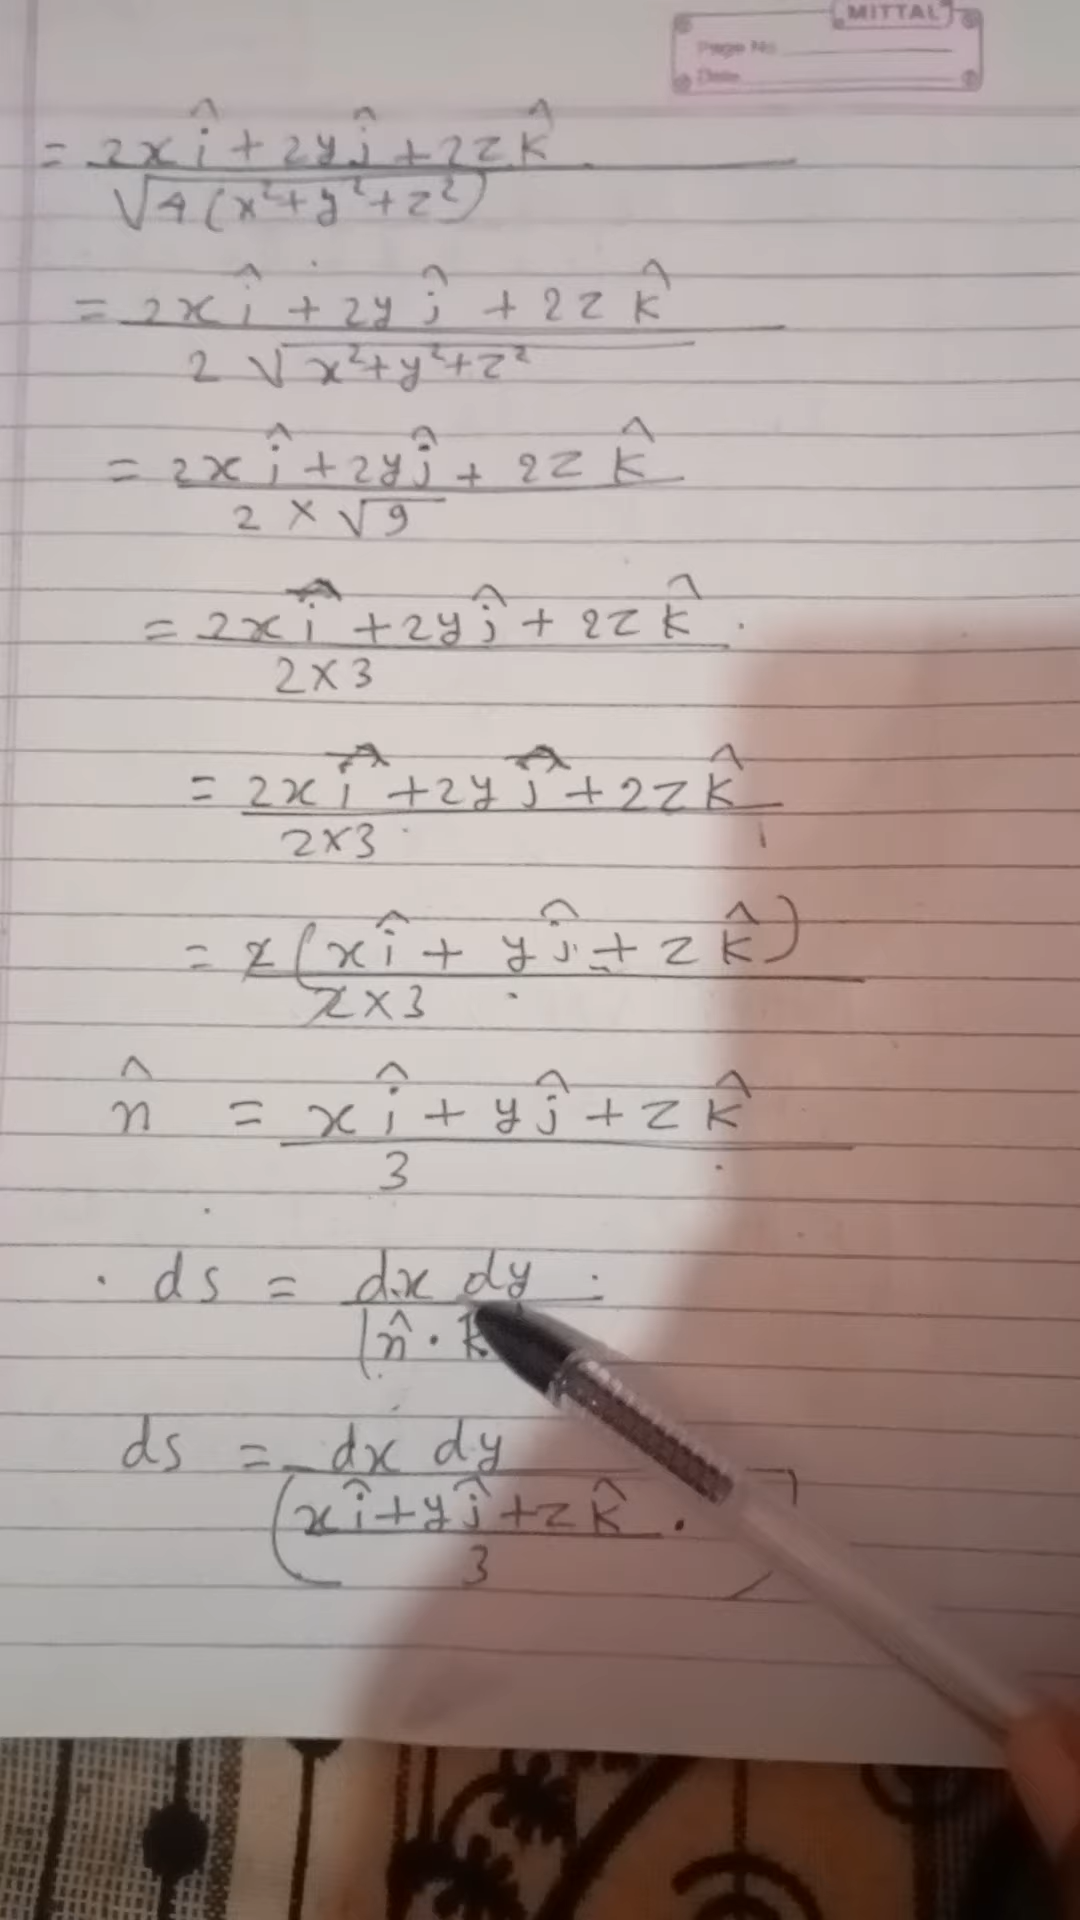 MITTAL
Page No.
Date
= 2xî + 2yĵ + 2zk̂
√4(x²+y²+z²)
= 2xî + 2yĵ + 2zk̂
2√x²+y²+z²
= 2xî + 2yĵ + 2zk̂
2 × √9
= 2xî + 2yĵ + 2zk̂
2×3
= 2xî + 2yĵ + 2zk̂
2×3
= 2(xî + yĵ + zk̂)
2×3
n̂ = xî + yĵ + zk̂
3
ds = dx dy
|n̂ · k
ds = dx dy
(xî + yĵ + zk̂ ·
3